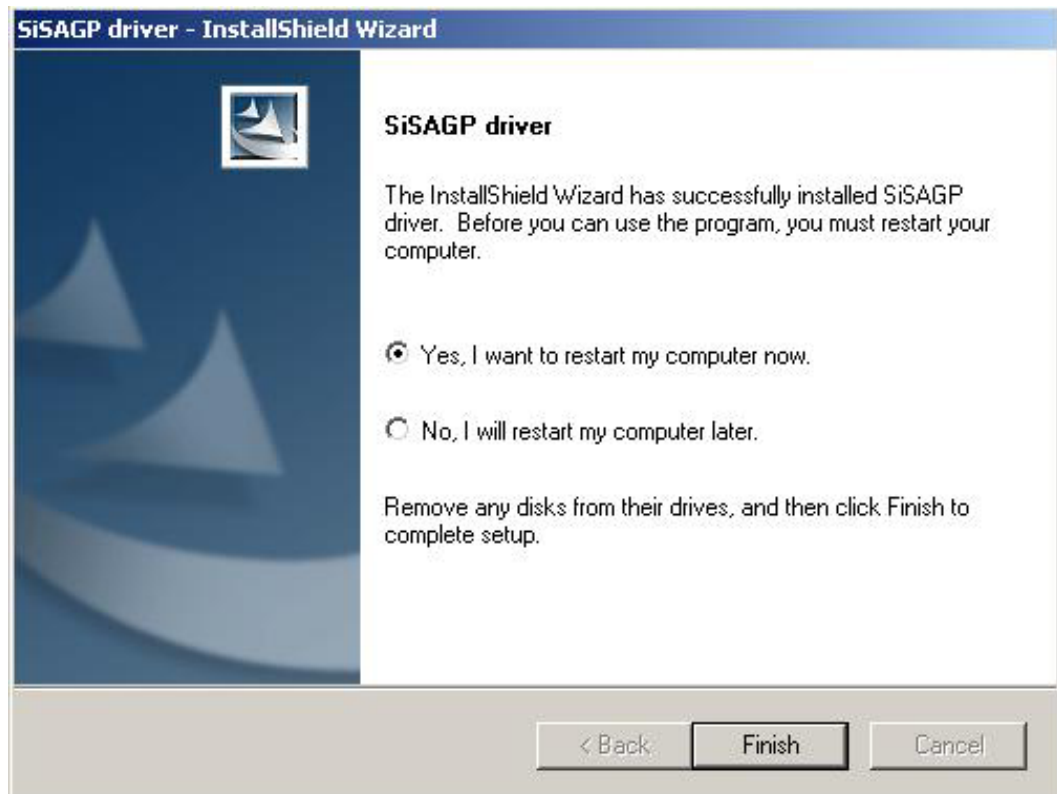 SiSAGP driver - InstallShield Wizard
SiSAGP driver
The InstallShield Wizard has successfully installed SiSAGP
driver. Before you can use the program, you must restart your
computer.
Yes, I want to restart my computer now.
No, I will restart my computer later.
Remove any disks from their drives, and then click Finish to
complete setup.
< Back Finish Cancel